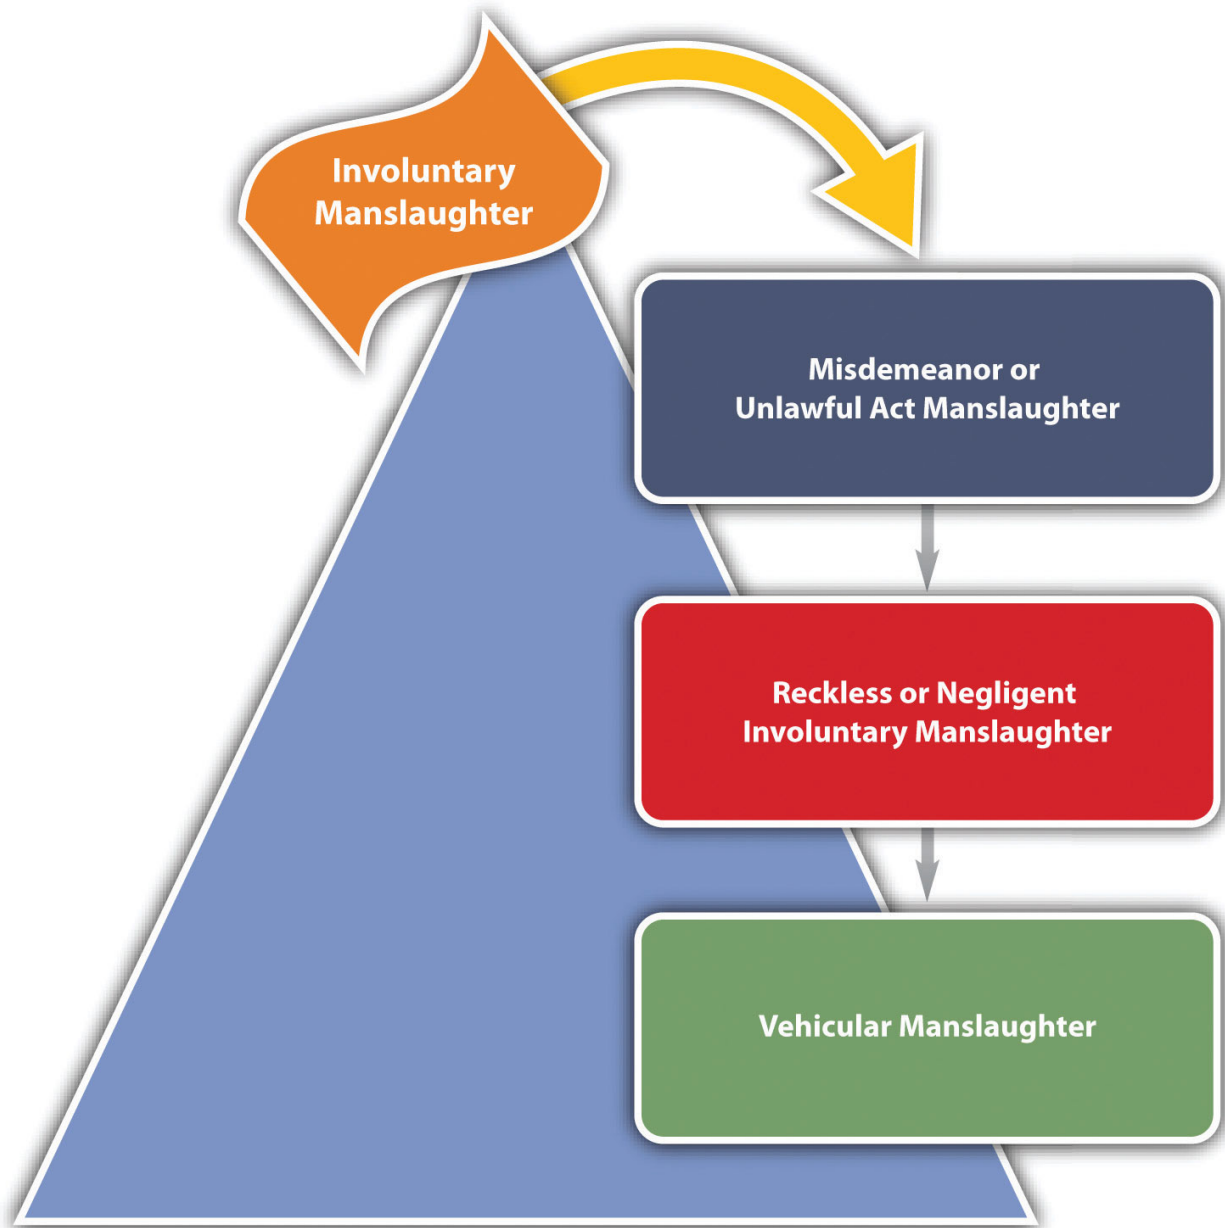 Involuntary
Manslaughter
Misdemeanor or
Unlawful Act Manslaughter
Reckless or Negligent
Involuntary Manslaughter
Vehicular Manslaughter